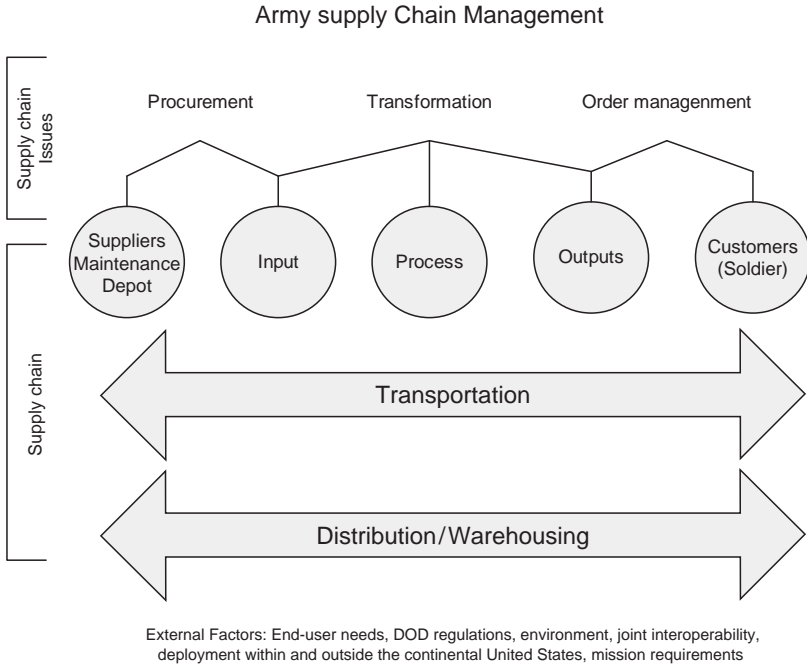 Army supply Chain Management
Procurement
Transformation
Order managenment
Supply chain
Issues
Suppliers
Maintenance
Depot
Input
Process
Outputs
Customers
(Soldier)
Supply chain
Transportation
Distribution/Warehousing
External Factors: End-user needs, DOD regulations, environment, joint interoperability,
deployment within and outside the continental United States, mission requirements